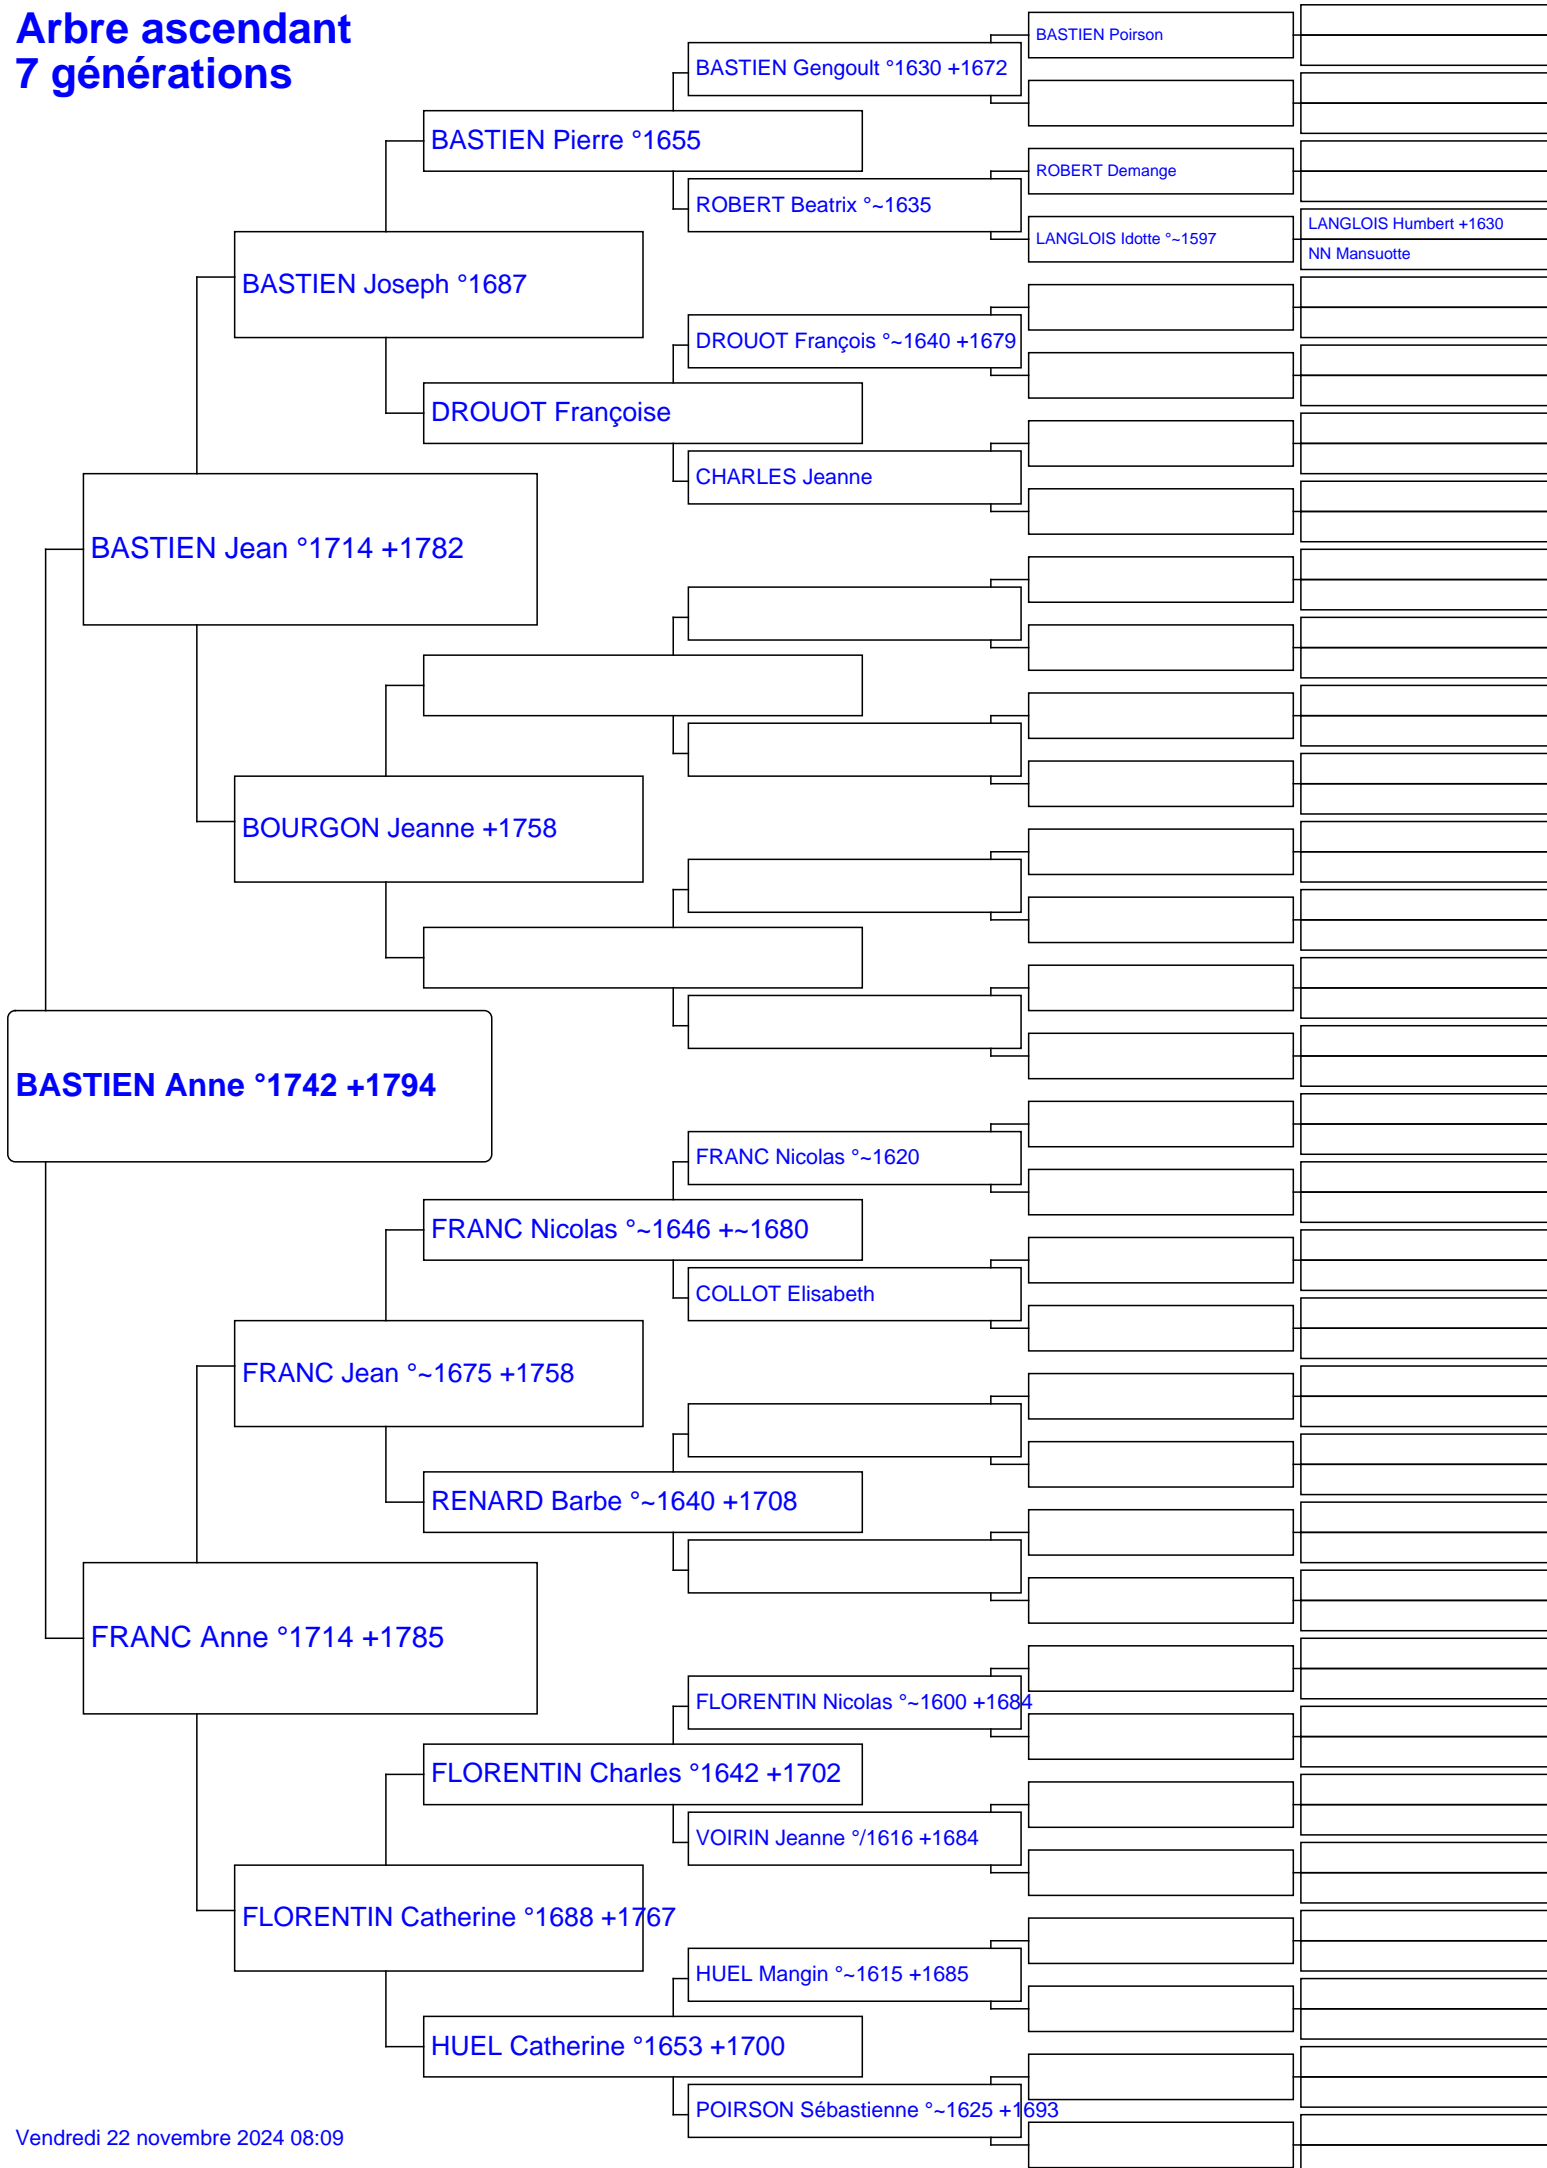 Arbre ascendant
7 générations
BASTIEN Poirson
BASTIEN Gengoult °1630 +1672
BASTIEN Pierre °1655
ROBERT Demange
ROBERT Beatrix °~1635
LANGLOIS Humbert +1630
LANGLOIS Idotte °~1597
NN Mansuotte
BASTIEN Joseph °1687
DROUOT François °~1640 +1679
DROUOT Françoise
CHARLES Jeanne
BASTIEN Jean °1714 +1782
BOURGON Jeanne +1758
BASTIEN Anne °1742 +1794
FRANC Nicolas °~1620
FRANC Nicolas °~1646 +~1680
COLLOT Elisabeth
FRANC Jean °~1675 +1758
RENARD Barbe °~1640 +1708
FRANC Anne °1714 +1785
FLORENTIN Nicolas °~1600 +1684
FLORENTIN Charles °1642 +1702
VOIRIN Jeanne °/1616 +1684
FLORENTIN Catherine °1688 +1767
HUEL Mangin °~1615 +1685
HUEL Catherine °1653 +1700
POIRSON Sébastienne °~1625 +1693
Vendredi 22 novembre 2024 08:09